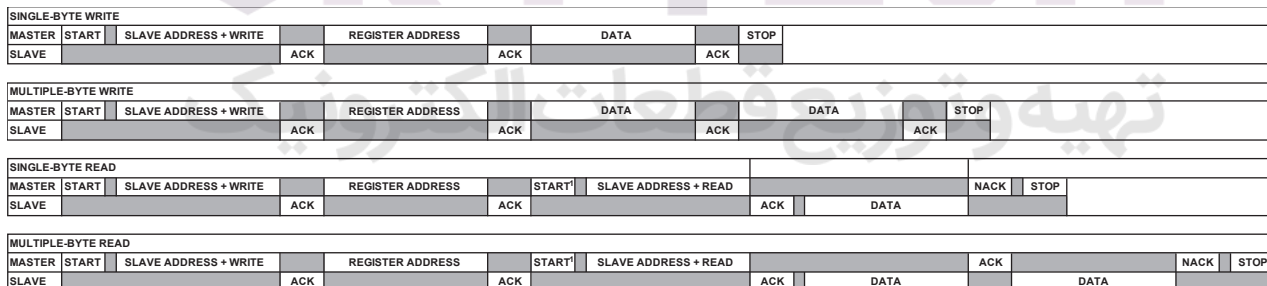 SINGLE-BYTE WRITE
MASTER START SLAVE ADDRESS + WRITE REGISTER ADDRESS DATA STOP
SLAVE ACK ACK ACK
MULTIPLE-BYTE WRITE
MASTER START SLAVE ADDRESS + WRITE REGISTER ADDRESS DATA DATA STOP
SLAVE ACK ACK ACK ACK
تهیه و توزیع قطعات الکترونیک
SINGLE-BYTE READ
MASTER START SLAVE ADDRESS + WRITE REGISTER ADDRESS START¹ SLAVE ADDRESS + READ NACK STOP
SLAVE ACK ACK ACK DATA
MULTIPLE-BYTE READ
MASTER START SLAVE ADDRESS + WRITE REGISTER ADDRESS START¹ SLAVE ADDRESS + READ ACK NACK STOP
SLAVE ACK ACK ACK DATA DATA